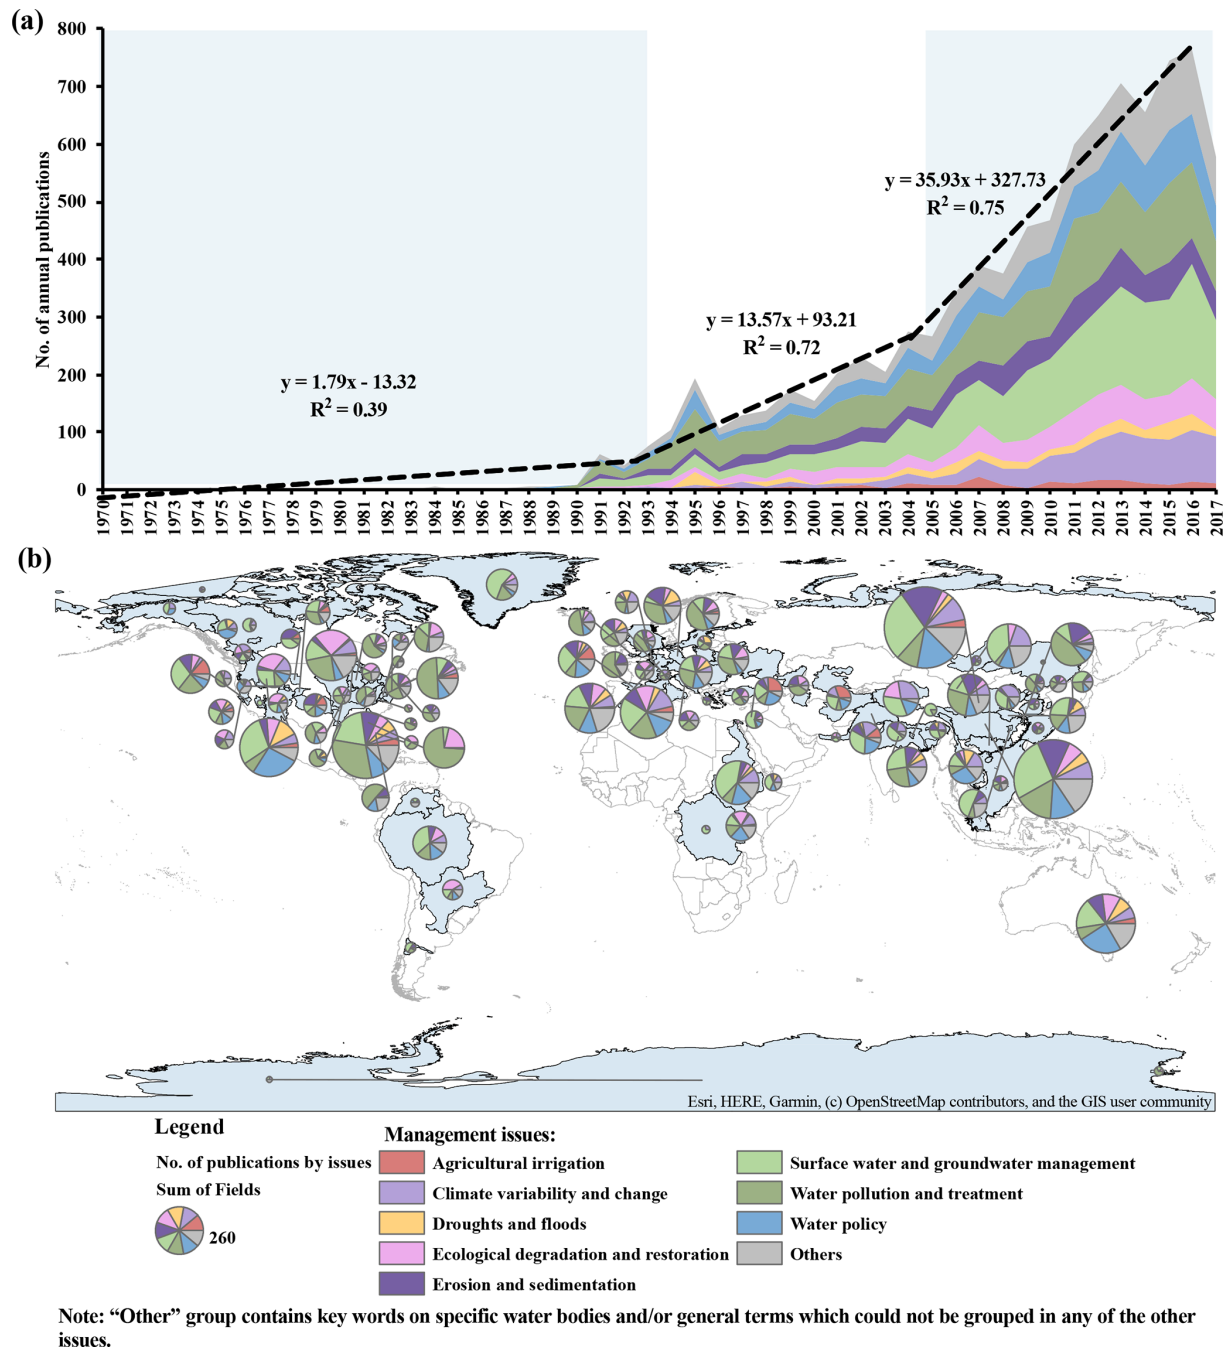 (a)
800
700
600
500
400
300
200
100
0
No. of annual publications
y = 1.79x - 13.32
R² = 0.39
y = 13.57x + 93.21
R² = 0.72
y = 35.93x + 327.73
R² = 0.75
1970 1971 1972 1973 1974 1975 1976 1977 1978 1979 1980 1981 1982 1983 1984 1985 1986 1987 1988 1989 1990 1991 1992 1993 1994 1995 1996 1997 1998 1999 2000 2001 2002 2003 2004 2005 2006 2007 2008 2009 2010 2011 2012 2013 2014 2015 2016 2017
(b)
Esri, HERE, Garmin, (c) OpenStreetMap contributors, and the GIS user community
Legend
No. of publications by issues
Sum of Fields
260
Management issues:
Agricultural irrigation
Climate variability and change
Droughts and floods
Ecological degradation and restoration
Erosion and sedimentation
Surface water and groundwater management
Water pollution and treatment
Water policy
Others
Note: “Other” group contains key words on specific water bodies and/or general terms which could not be grouped in any of the other
issues.